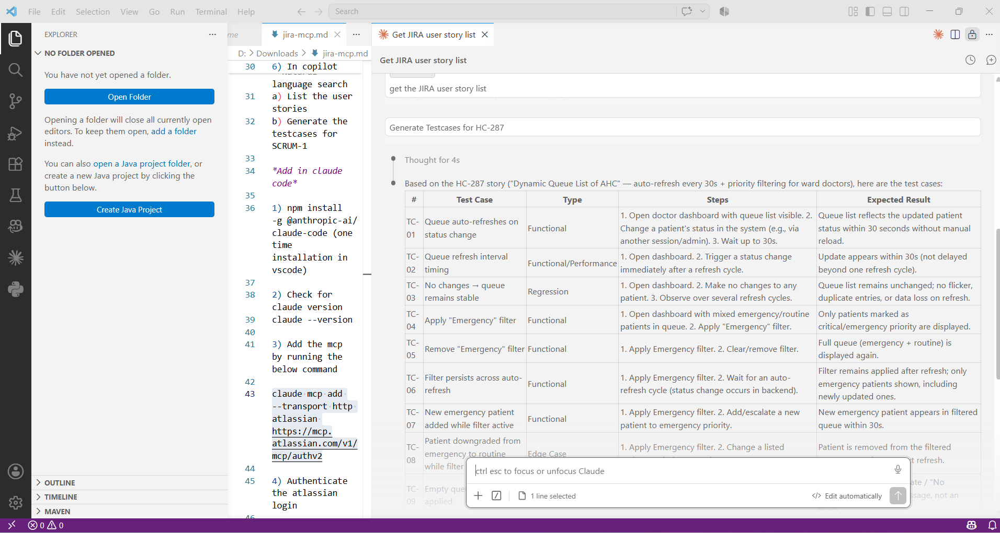 File Edit Selection View Go Run Terminal Help
Search
EXPLORER
NO FOLDER OPENED
You have not yet opened a folder.
Open Folder
Opening a folder will close all currently open
editors. To keep them open, add a folder
instead.
You can also open a Java project folder, or
create a new Java project by clicking the
button below.
Create Java Project
OUTLINE
TIMELINE
MAVEN
me
jira-mcp.md
D: > Downloads > jira-mcp.md
30 6) In copilot
language search
31 a) List the user
stories
32 b) Generate the
testcases for
SCRUM-1
33
34 *Add in claude
code*
35
36 1) npm install
-g @anthropic-ai/
claude-code (one
time
installation in
vscode)
37
38 2) Check for
claude version
39 claude --version
40
41 3) Add the mcp
by running the
below command
42
43 claude mcp add
--transport http
atlassian
https://mcp.
atlassian.com/v1/
mcp/authv2
44
45 4) Authenticate
the atlassian
login
46
Get JIRA user story list
Get JIRA user story list
get the JIRA user story list
Generate Testcases for HC-287
Thought for 4s
Based on the HC-287 story ("Dynamic Queue List of AHC" — auto-refresh every 30s + priority filtering for ward doctors), here are the test cases:
# Test Case Type Steps Expected Result
TC-01 Queue auto-refreshes on status change Functional 1. Open doctor dashboard with queue list visible. 2. Change a patient's status in the system (e.g., via another session/admin). 3. Wait up to 30s. Queue list reflects the updated patient status within 30 seconds without manual reload.
TC-02 Queue refresh interval timing Functional/Performance 1. Open dashboard. 2. Trigger a status change immediately after a refresh cycle. Update appears within 30s (not delayed beyond one refresh cycle).
TC-03 No changes → queue remains stable Regression 1. Open dashboard. 2. Make no changes to any patient. 3. Observe over several refresh cycles. Queue list remains unchanged; no flicker, duplicate entries, or data loss on refresh.
TC-04 Apply "Emergency" filter Functional 1. Open dashboard with mixed emergency/routine patients in queue. 2. Apply "Emergency" filter. Only patients marked as critical/emergency priority are displayed.
TC-05 Remove "Emergency" filter Functional 1. Apply Emergency filter. 2. Clear/remove filter. Full queue (emergency + routine) is displayed again.
TC-06 Filter persists across auto-refresh Functional 1. Apply Emergency filter. 2. Wait for an auto-refresh cycle (status change occurs in backend). Filter remains applied after refresh; only emergency patients shown, including newly updated ones.
TC-07 New emergency patient added while filter active Functional 1. Apply Emergency filter. 2. Add/escalate a new patient to emergency priority. New emergency patient appears in filtered queue within 30s.
TC-08 Patient downgraded from emergency to routine while filter Edge Case 1. Apply Emergency filter. 2. Change a listed Patient is removed from the filtered refresh.
TC-09 Empty applied "No not an
ctrl esc to focus or unfocus Claude
1 line selected
Edit automatically
0 0